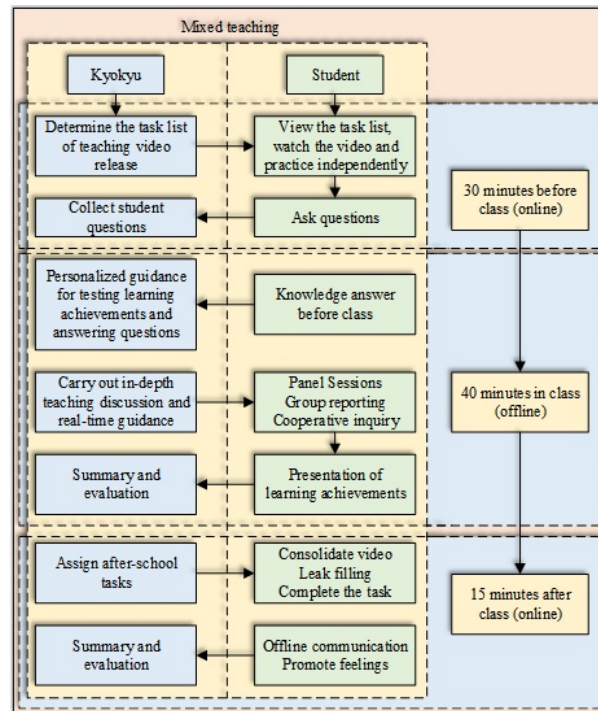 Mixed teaching
Kyokyu
Student
Determine the task list
of teaching video
release
View the task list,
watch the video and
practice independently
Collect student
questions
Ask questions
30 minutes before
class (online)
Personalized guidance
for testing learning
achievements and
answering questions
Knowledge answer
before class
Carry out in-depth
teaching discussion and
real-time guidance
Panel Sessions
Group reporting
Cooperative inquiry
40 minutes in class
(offline)
Summary and
evaluation
Presentation of
learning achievements
Assign after-school
tasks
Consolidate video
Leak filling
Complete the task
15 minutes after
class (online)
Summary and
evaluation
Offline communication
Promote feelings